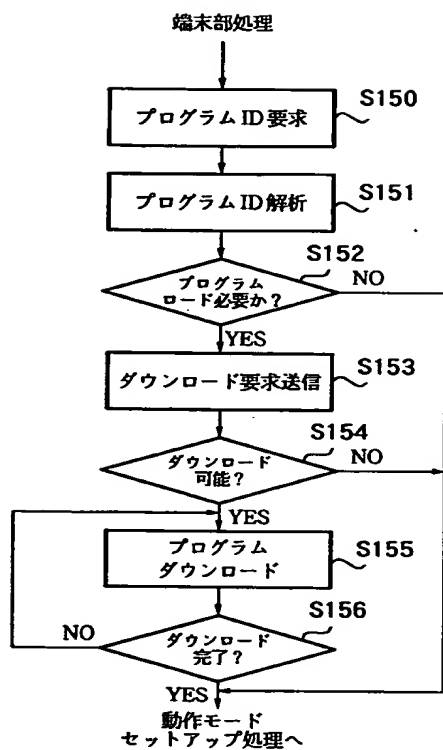 端末部処理
プログラムID要求
S150
プログラムID解析
S151
S152
プログラム
ロード必要か?
NO
YES
ダウンロード要求送信
S153
S154
ダウンロード
可能?
NO
YES
プログラム
ダウンロード
S155
S156
ダウンロード
完了?
NO
YES
動作モード
セットアップ処理へ